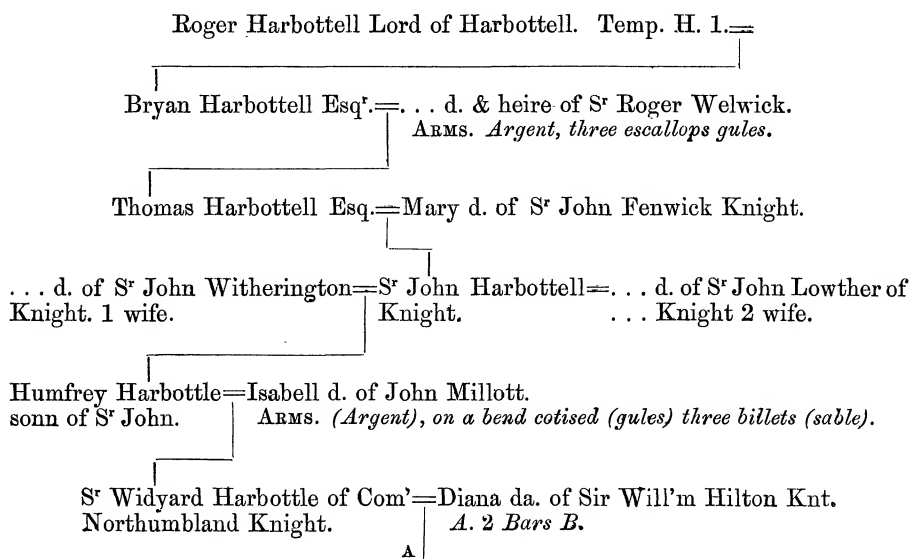 Roger Harbottell Lord of Harbottell. Temp. H. 1.=
Bryan Harbottell Esqʳ.=. . . d. & heire of Sʳ Roger Welwick.
ARMS. Argent, three escallops gules.
Thomas Harbottell Esq.=Mary d. of Sʳ John Fenwick Knight.
. . . d. of Sʳ John Witherington=Sʳ John Harbottell=. . . d. of Sʳ John Lowther of
Knight. 1 wife. Knight. . . . Knight 2 wife.
Humfrey Harbottle=Isabell d. of John Millott.
sonn of Sʳ John. ARMS. (Argent), on a bend cotised (gules) three billets (sable).
Sʳ Widyard Harbottle of Com'=Diana da. of Sir Will'm Hilton Knt.
Northumbland Knight. A. 2 Bars B.
A